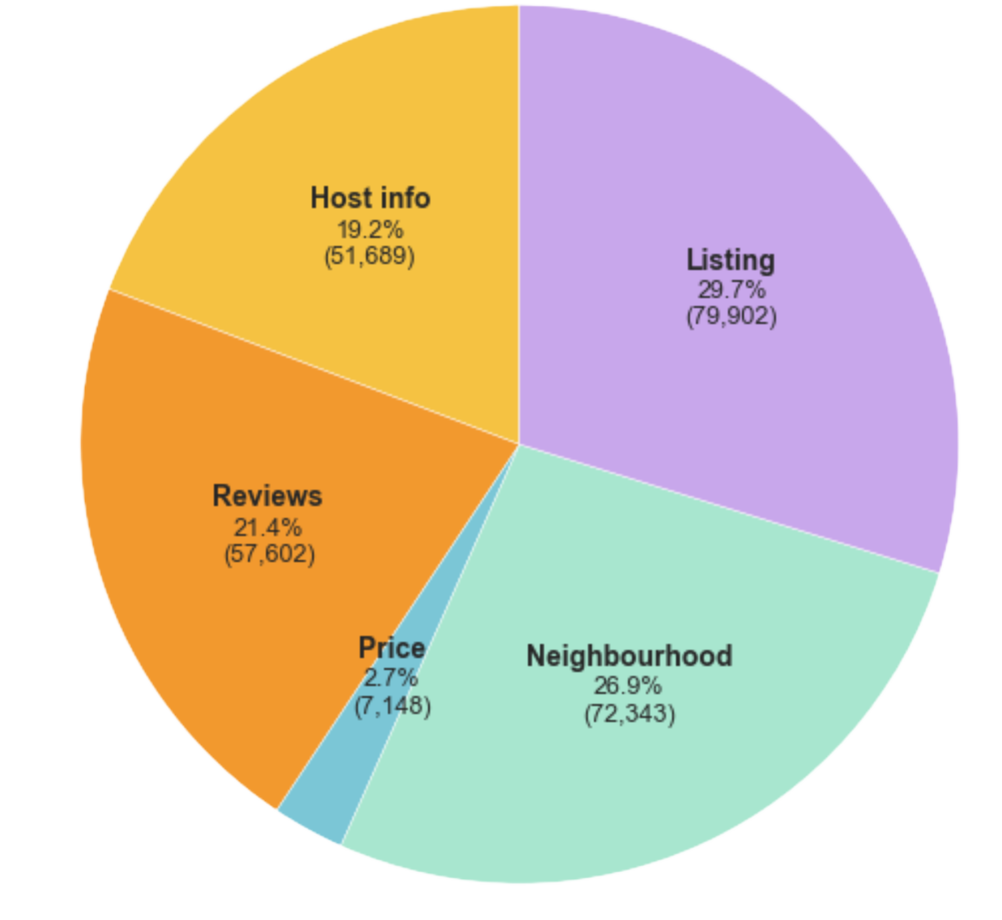 Host info
19.2%
(51,689)
Listing
29.7%
(79,902)
Reviews
21.4%
(57,602)
Price
2.7%
(7,148)
Neighbourhood
26.9%
(72,343)